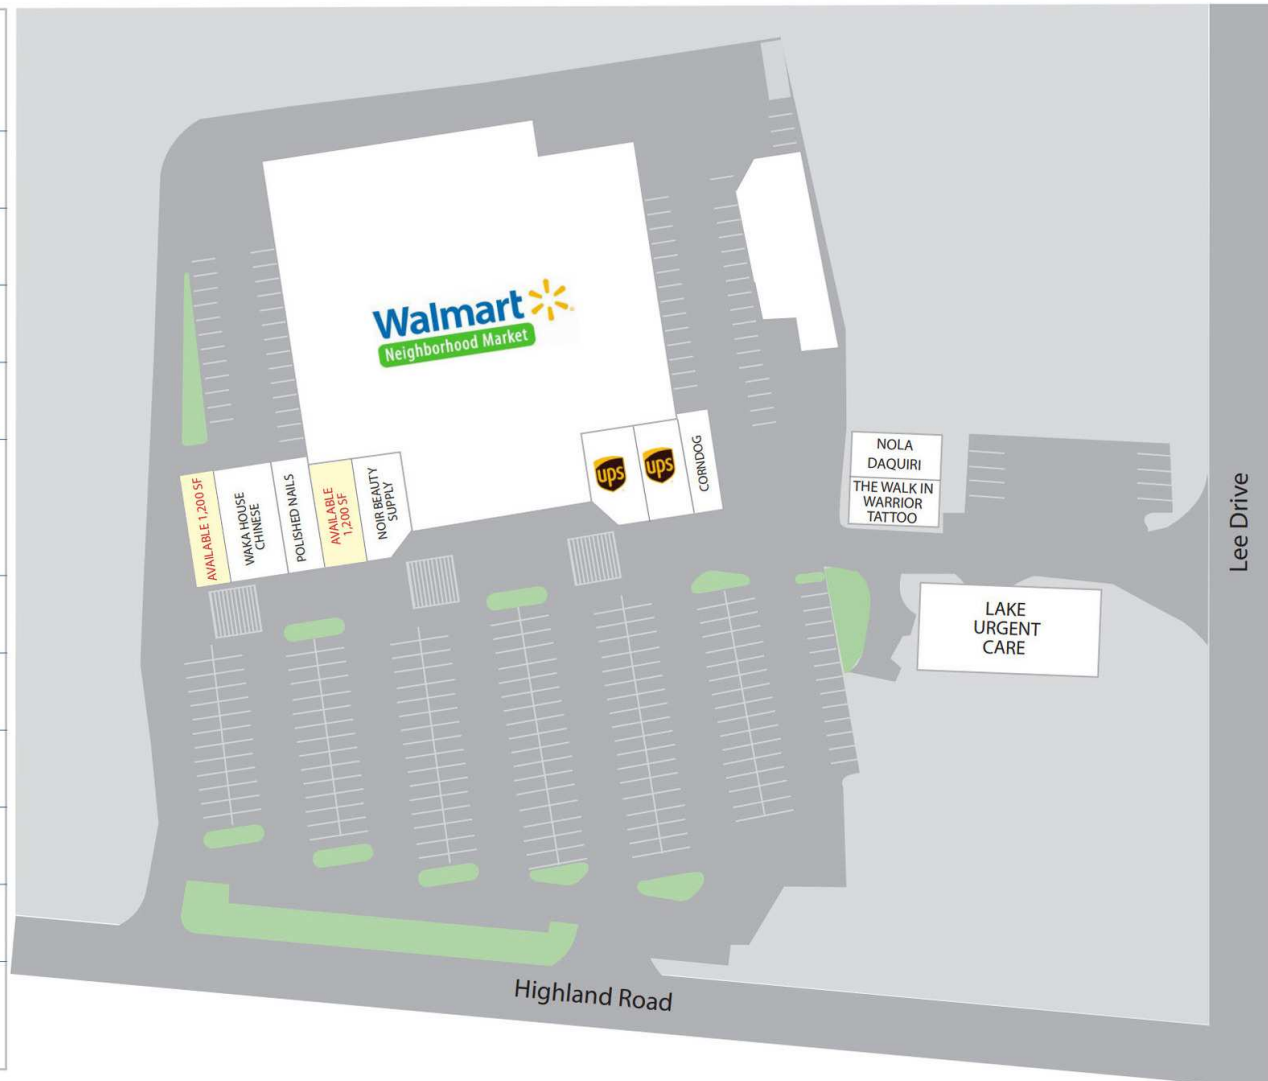 Walmart
Neighborhood Market
AVAILABLE 1,200 SF
WAKA HOUSE
CHINESE
POLISHED NAILS
AVAILABLE
1,200 SF
NOIR BEAUTY
SUPPLY
ups
ups
CORNDOG
NOLA
DAQUIRI
THE WALK IN
WARRIOR
TATTOO
LAKE
URGENT
CARE
Lee Drive
Highland Road